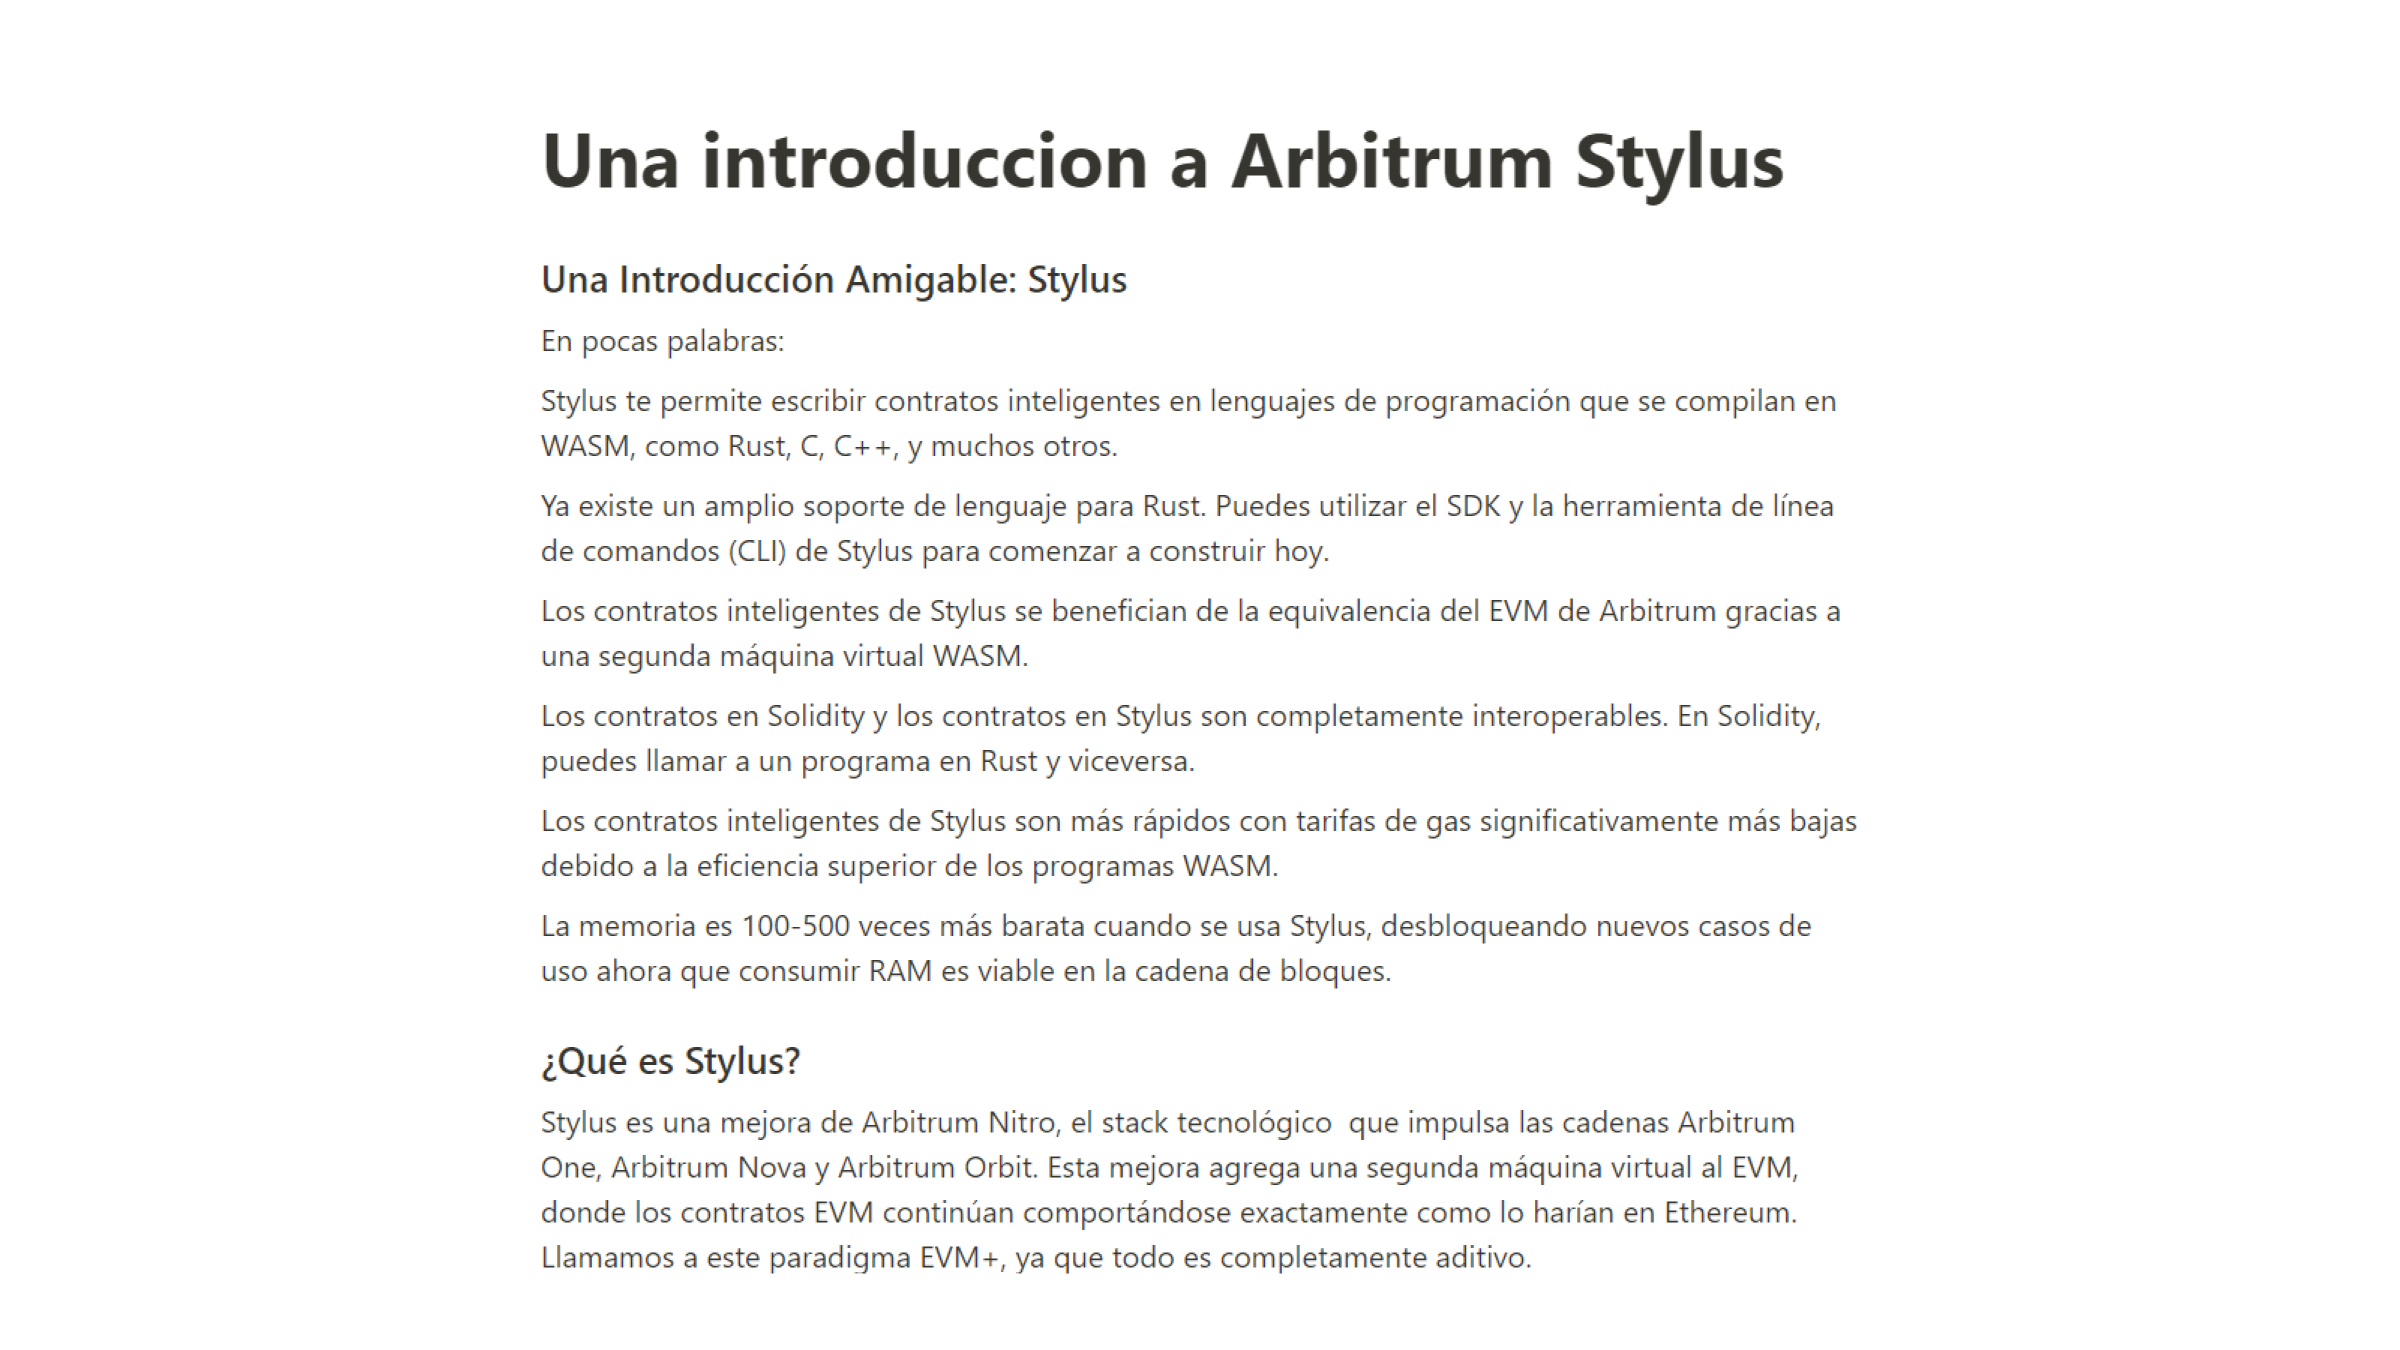 Una introduccion a Arbitrum Stylus
Una Introducción Amigable: Stylus
En pocas palabras:
Stylus te permite escribir contratos inteligentes en lenguajes de programación que se compilan en
WASM, como Rust, C, C++, y muchos otros.
Ya existe un amplio soporte de lenguaje para Rust. Puedes utilizar el SDK y la herramienta de línea
de comandos (CLI) de Stylus para comenzar a construir hoy.
Los contratos inteligentes de Stylus se benefician de la equivalencia del EVM de Arbitrum gracias a
una segunda máquina virtual WASM.
Los contratos en Solidity y los contratos en Stylus son completamente interoperables. En Solidity,
puedes llamar a un programa en Rust y viceversa.
Los contratos inteligentes de Stylus son más rápidos con tarifas de gas significativamente más bajas
debido a la eficiencia superior de los programas WASM.
La memoria es 100-500 veces más barata cuando se usa Stylus, desbloqueando nuevos casos de
uso ahora que consumir RAM es viable en la cadena de bloques.
¿Qué es Stylus?
Stylus es una mejora de Arbitrum Nitro, el stack tecnológico  que impulsa las cadenas Arbitrum
One, Arbitrum Nova y Arbitrum Orbit. Esta mejora agrega una segunda máquina virtual al EVM,
donde los contratos EVM continúan comportándose exactamente como lo harían en Ethereum.
Llamamos a este paradigma EVM+, ya que todo es completamente aditivo.